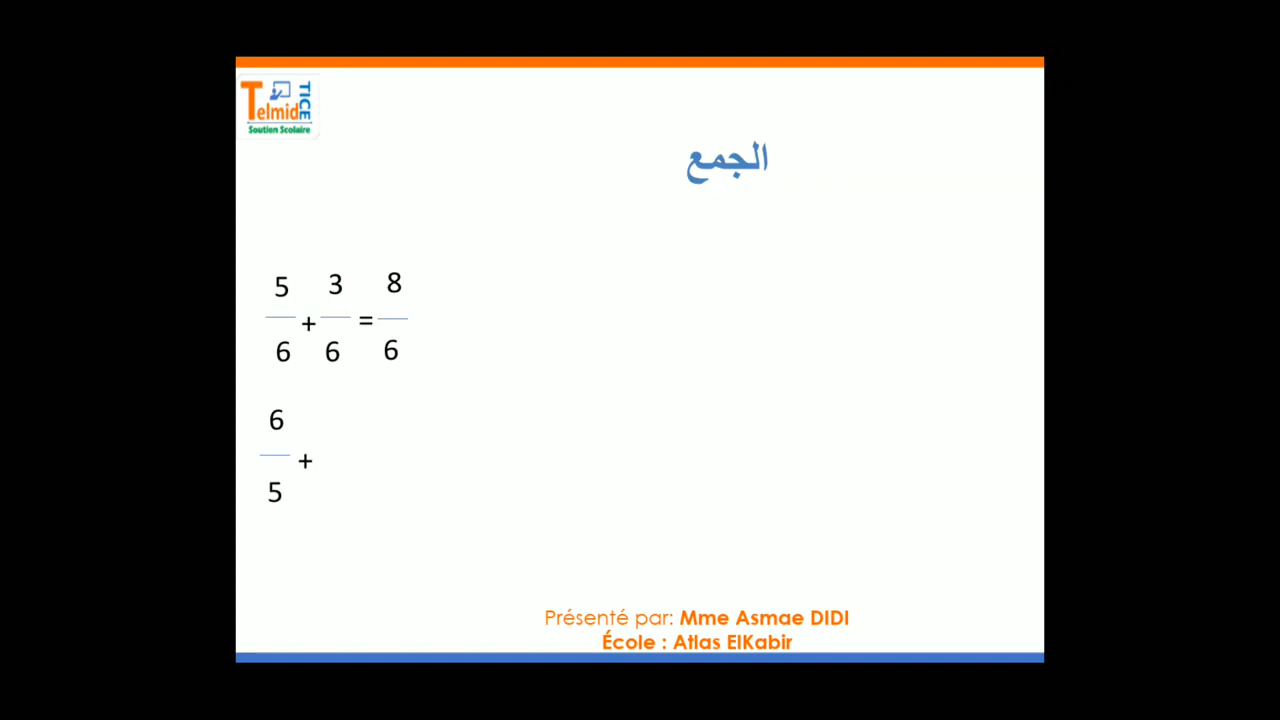 Telmid TICE
Soutien Scolaire
الجمع
5/6 + 3/6 = 8/6
6/5 +
Présenté par: Mme Asmae DIDI
École : Atlas ElKabir